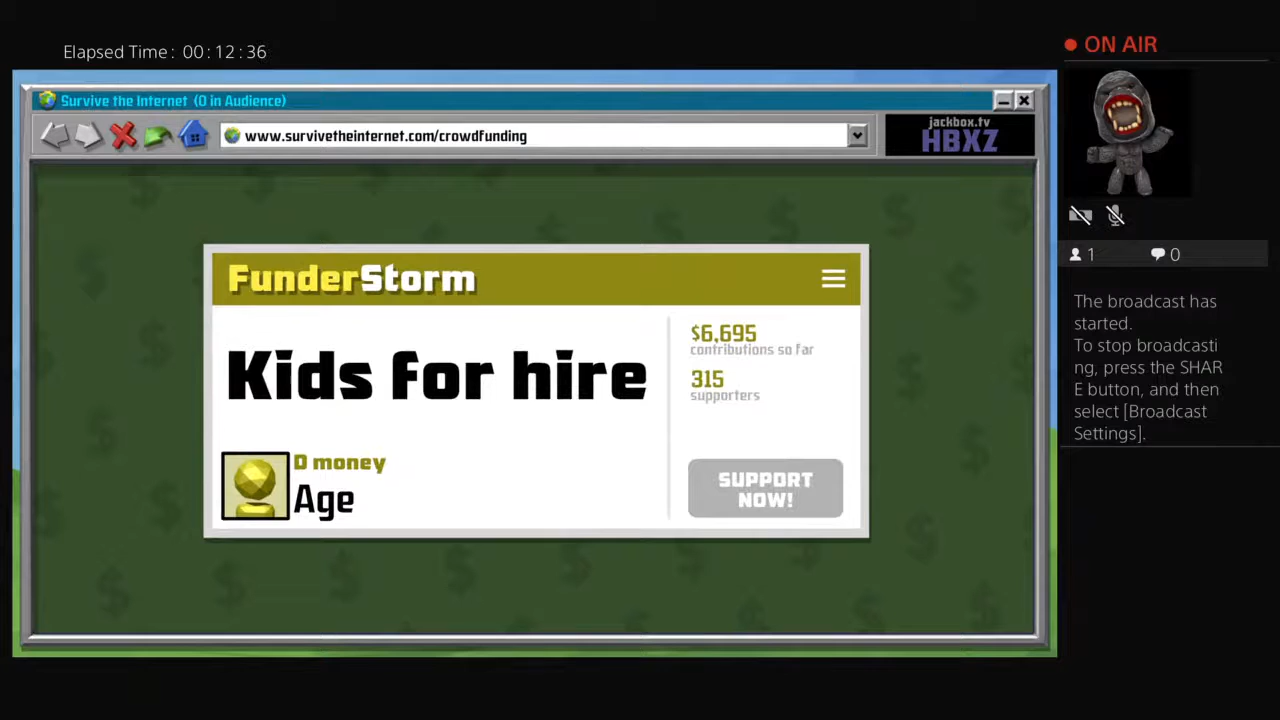 Elapsed Time: 00:12:36
ON AIR
Survive the Internet (0 in Audience)
www.survivetheinternet.com/crowdfunding
jackbox.tv
HBXZ
FunderStorm
Kids for hire
$6,695
contributions so far
315
supporters
D money
Age
SUPPORT
NOW!
1
0
The broadcast has
started.
To stop broadcasti
ng, press the SHAR
E button, and then
select [Broadcast
Settings].